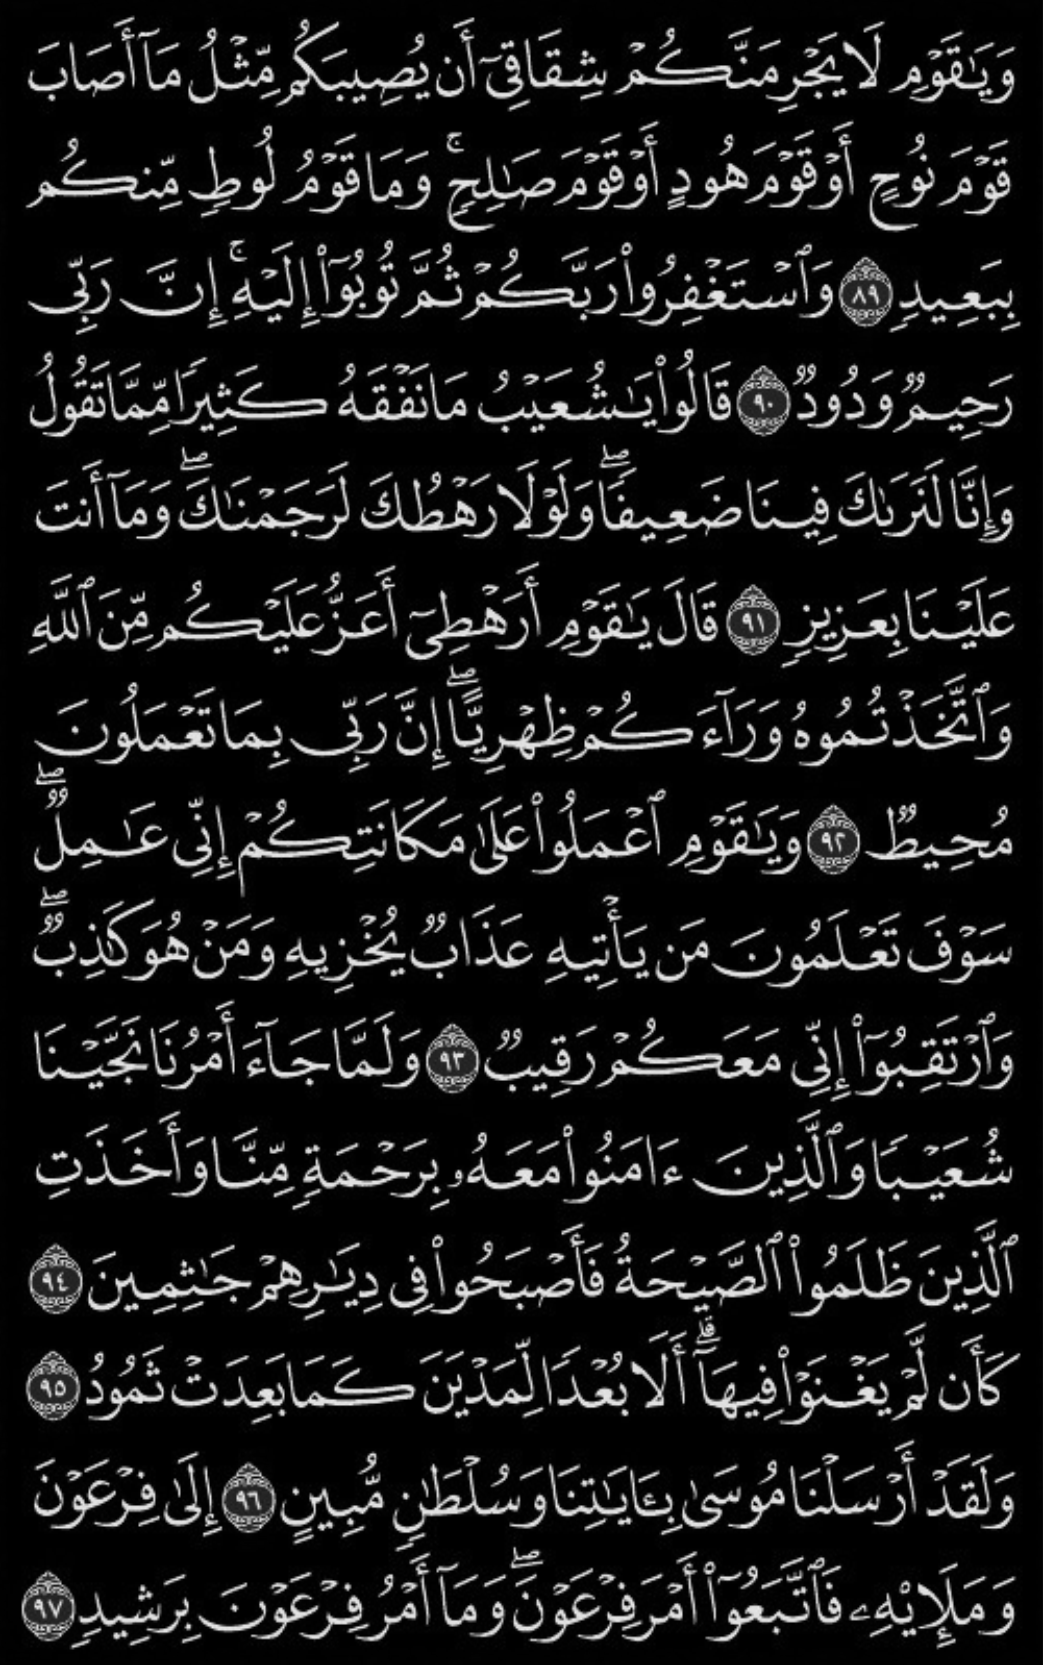 وَيَٰقَوْمِ لَا يَجْرِمَنَّكُمْ شِقَاقِىٓ أَن يُصِيبَكُم مِّثْلُ مَآ أَصَابَ
قَوْمَ نُوحٍ أَوْ قَوْمَ هُودٍ أَوْ قَوْمَ صَٰلِحٍ ۚ وَمَا قَوْمُ لُوطٍ مِّنكُم
بِبَعِيدٍ ٨٩ وَٱسْتَغْفِرُوا۟ رَبَّكُمْ ثُمَّ تُوبُوٓا۟ إِلَيْهِ ۚ إِنَّ رَبِّى
رَحِيمٌ وَدُودٌ ٩٠ قَالُوا۟ يَٰشُعَيْبُ مَا نَفْقَهُ كَثِيرًا مِّمَّا تَقُولُ
وَإِنَّا لَنَرَىٰكَ فِينَا ضَعِيفًا ۖ وَلَوْلَا رَهْطُكَ لَرَجَمْنَٰكَ ۖ وَمَآ أَنتَ
عَلَيْنَا بِعَزِيزٍ ٩١ قَالَ يَٰقَوْمِ أَرَهْطِىٓ أَعَزُّ عَلَيْكُم مِّنَ ٱللَّهِ
وَٱتَّخَذْتُمُوهُ وَرَآءَكُمْ ظِهْرِيًّا ۖ إِنَّ رَبِّى بِمَا تَعْمَلُونَ
مُحِيطٌ ٩٢ وَيَٰقَوْمِ ٱعْمَلُوا۟ عَلَىٰ مَكَانَتِكُمْ إِنِّى عَٰمِلٌ ۖ
سَوْفَ تَعْلَمُونَ مَن يَأْتِيهِ عَذَابٌ يُخْزِيهِ وَمَنْ هُوَ كَٰذِبٌ ۖ
وَٱرْتَقِبُوٓا۟ إِنِّى مَعَكُمْ رَقِيبٌ ٩٣ وَلَمَّا جَآءَ أَمْرُنَا نَجَّيْنَا
شُعَيْبًا وَٱلَّذِينَ ءَامَنُوا۟ مَعَهُۥ بِرَحْمَةٍ مِّنَّا وَأَخَذَتِ
ٱلَّذِينَ ظَلَمُوا۟ ٱلصَّيْحَةُ فَأَصْبَحُوا۟ فِى دِيَٰرِهِمْ جَٰثِمِينَ ٩٤
كَأَن لَّمْ يَغْنَوْا۟ فِيهَآ ۗ أَلَا بُعْدًا لِّمَدْيَنَ كَمَا بَعِدَتْ ثَمُودُ ٩٥
وَلَقَدْ أَرْسَلْنَا مُوسَىٰ بِـَٔايَٰتِنَا وَسُلْطَٰنٍ مُّبِينٍ ٩٦ إِلَىٰ فِرْعَوْنَ
وَمَلَإِي۟هِۦ فَٱتَّبَعُوٓا۟ أَمْرَ فِرْعَوْنَ ۖ وَمَآ أَمْرُ فِرْعَوْنَ بِرَشِيدٍ ٩٧